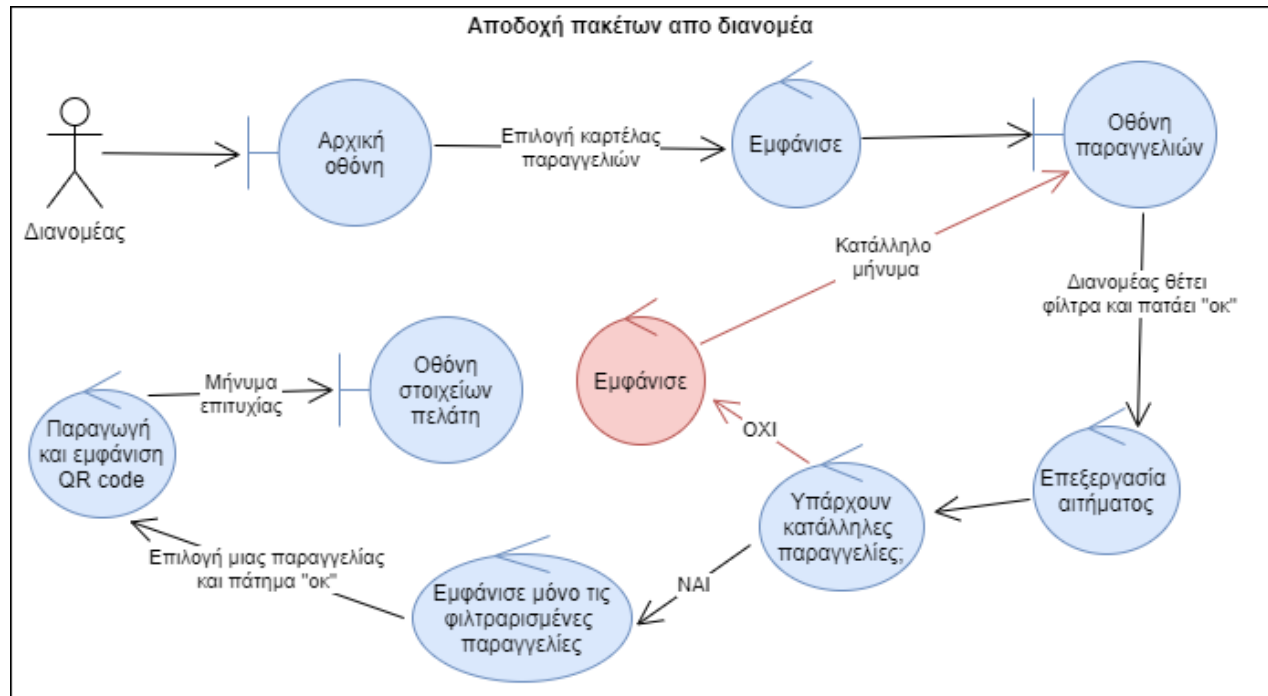 Αποδοχή πακέτων απο διανομέα
Διανομέας
Αρχική
οθόνη
Επιλογή καρτέλας
παραγγελιών
Εμφάνισε
Οθόνη
παραγγελιών
Κατάλληλο
μήνυμα
Διανομέας θέτει
φίλτρα και πατάει "οκ"
Επεξεργασία
αιτήματος
Υπάρχουν
κατάλληλες
παραγγελίες;
ΟΧΙ
Εμφάνισε
ΝΑΙ
Εμφάνισε μόνο τις
φιλτραρισμένες
παραγγελίες
Επιλογή μιας παραγγελίας
και πάτημα "οκ"
Παραγωγή
και εμφάνιση
QR code
Μήνυμα
επιτυχίας
Οθόνη
στοιχείων
πελάτη